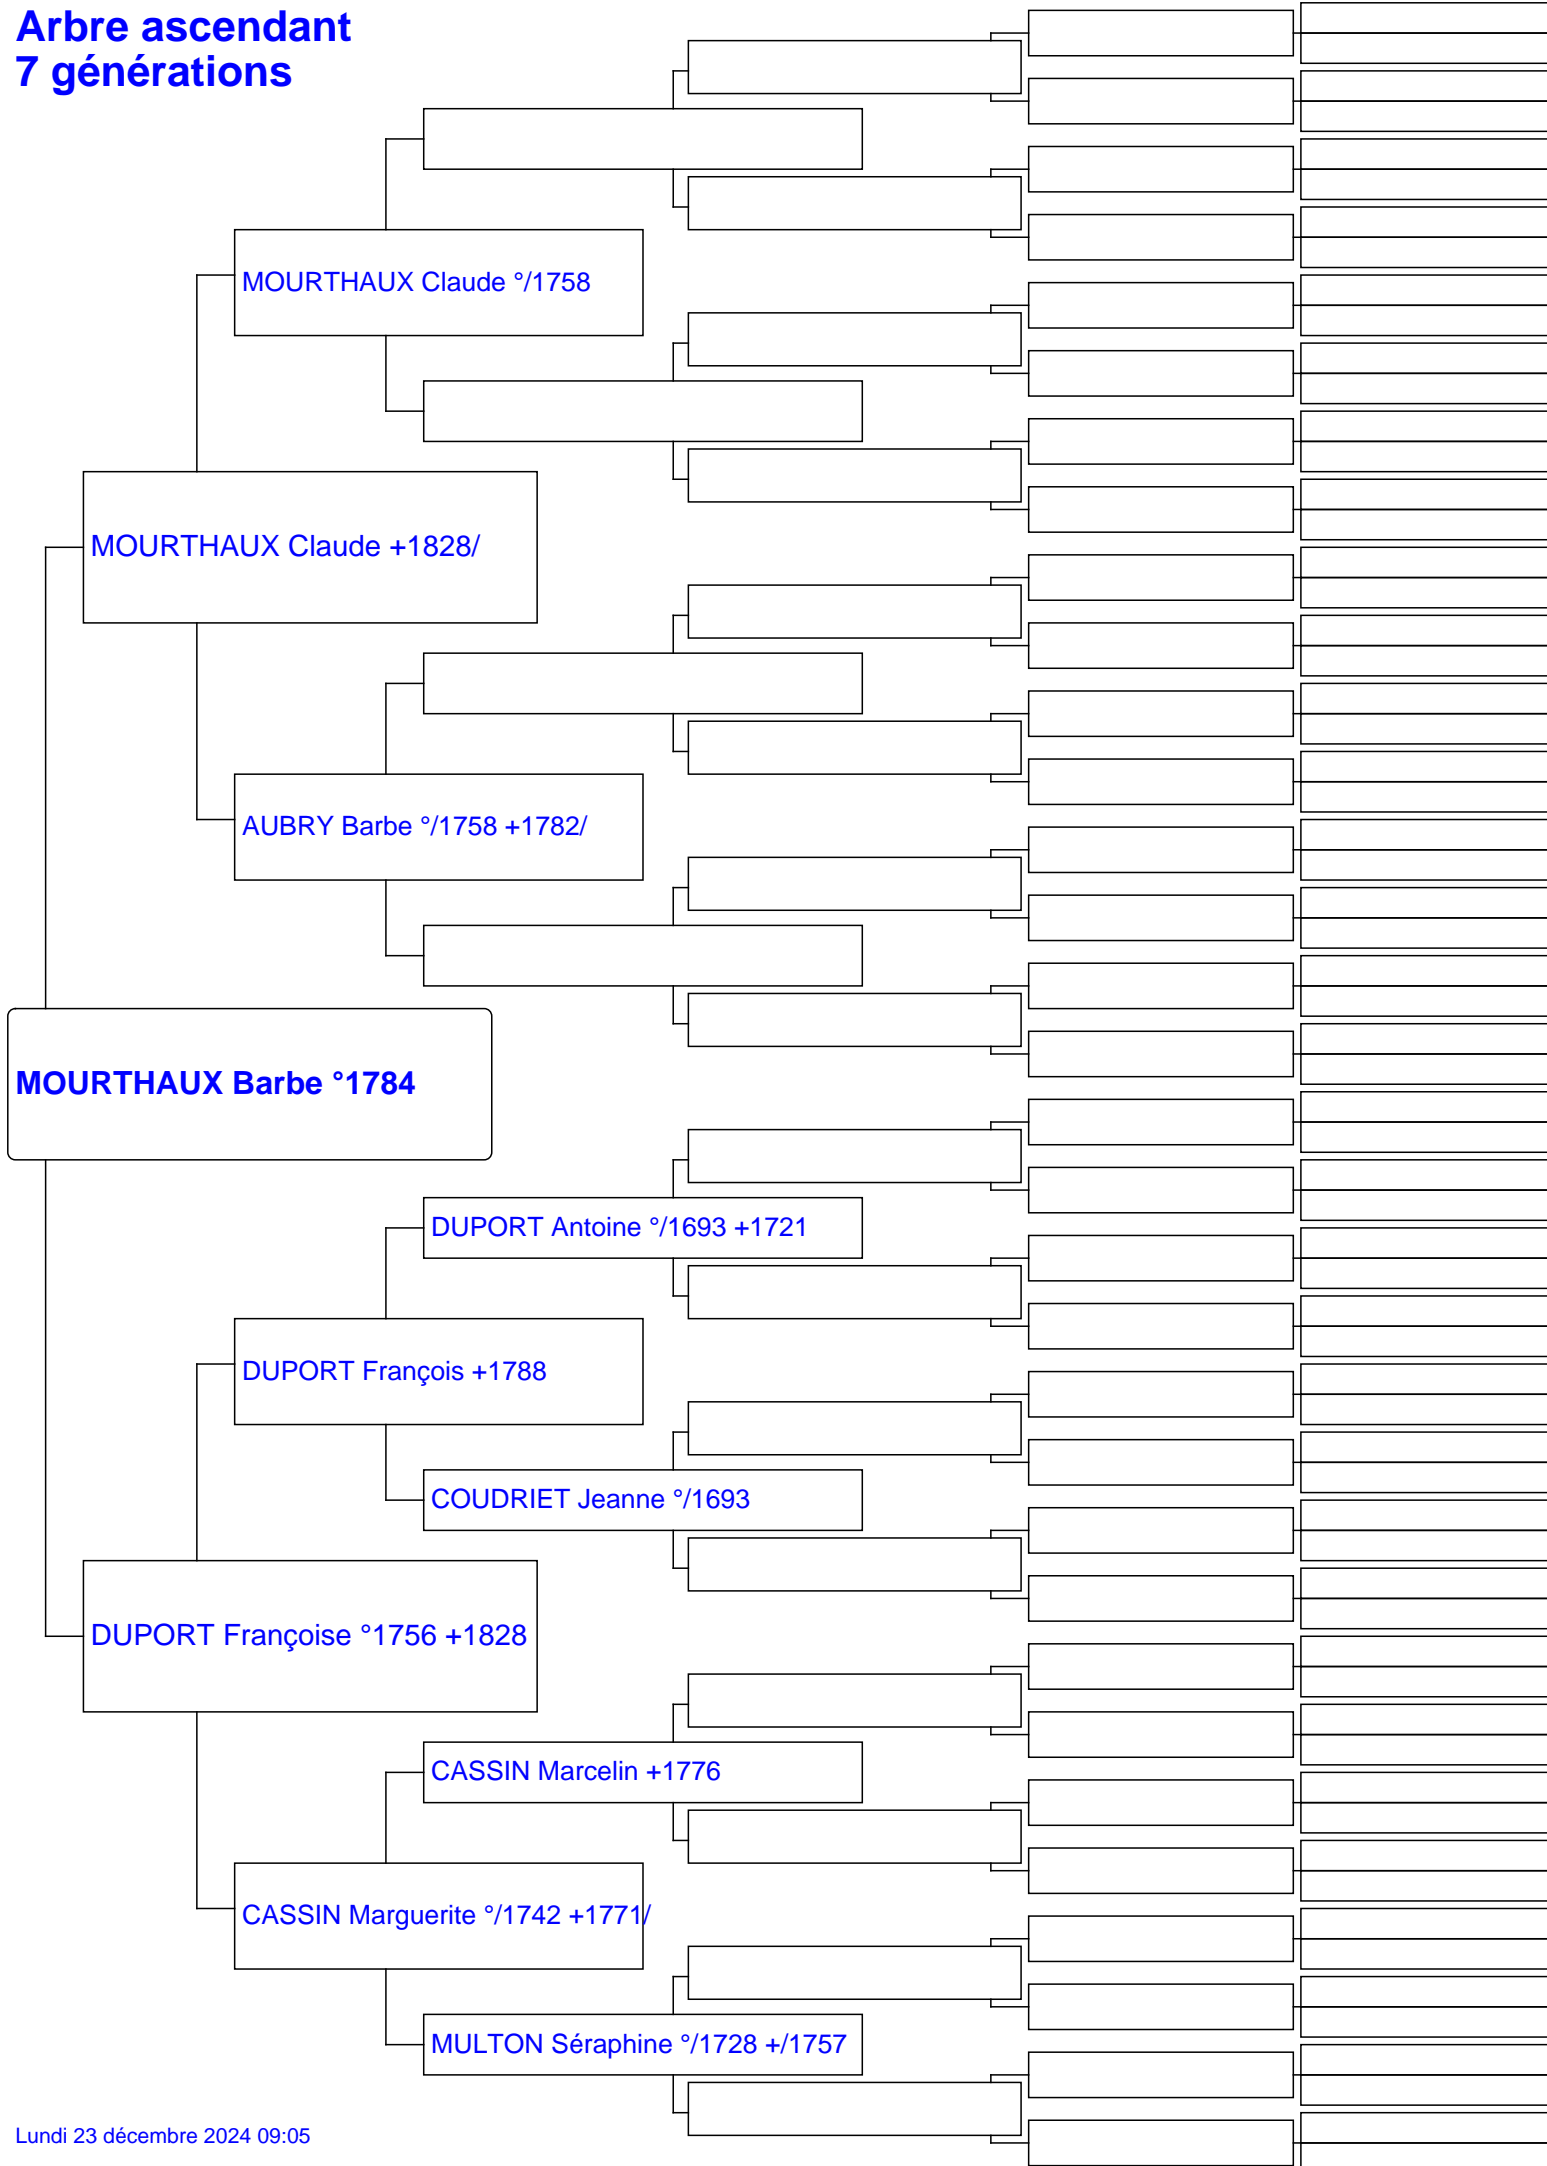 Arbre ascendant
7 générations
MOURTHAUX Claude °/1758
MOURTHAUX Claude +1828/
AUBRY Barbe °/1758 +1782/
MOURTHAUX Barbe °1784
DUPORT Antoine °/1693 +1721
DUPORT François +1788
COUDRIET Jeanne °/1693
DUPORT Françoise °1756 +1828
CASSIN Marcelin +1776
CASSIN Marguerite °/1742 +1771/
MULTON Séraphine °/1728 +/1757
Lundi 23 décembre 2024 09:05